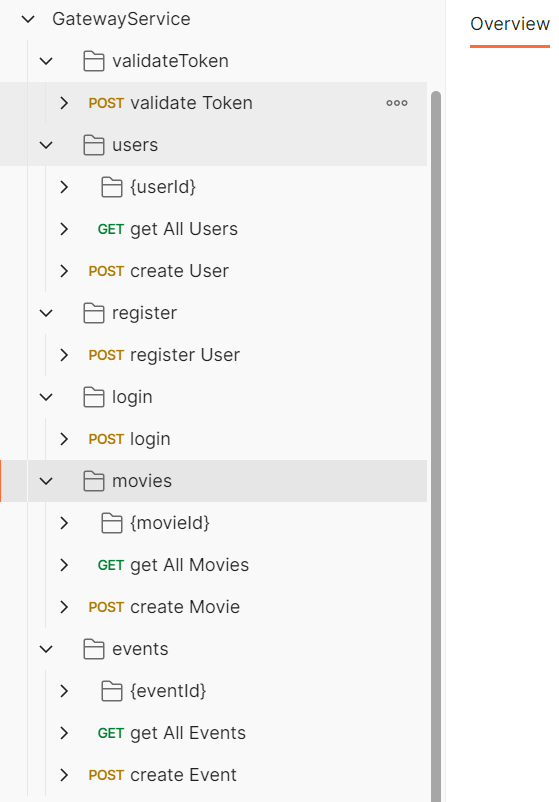 GatewayService
Overview
validateToken
POST validate Token
users
{userId}
GET get All Users
POST create User
register
POST register User
login
POST login
movies
{movieId}
GET get All Movies
POST create Movie
events
{eventId}
GET get All Events
POST create Event